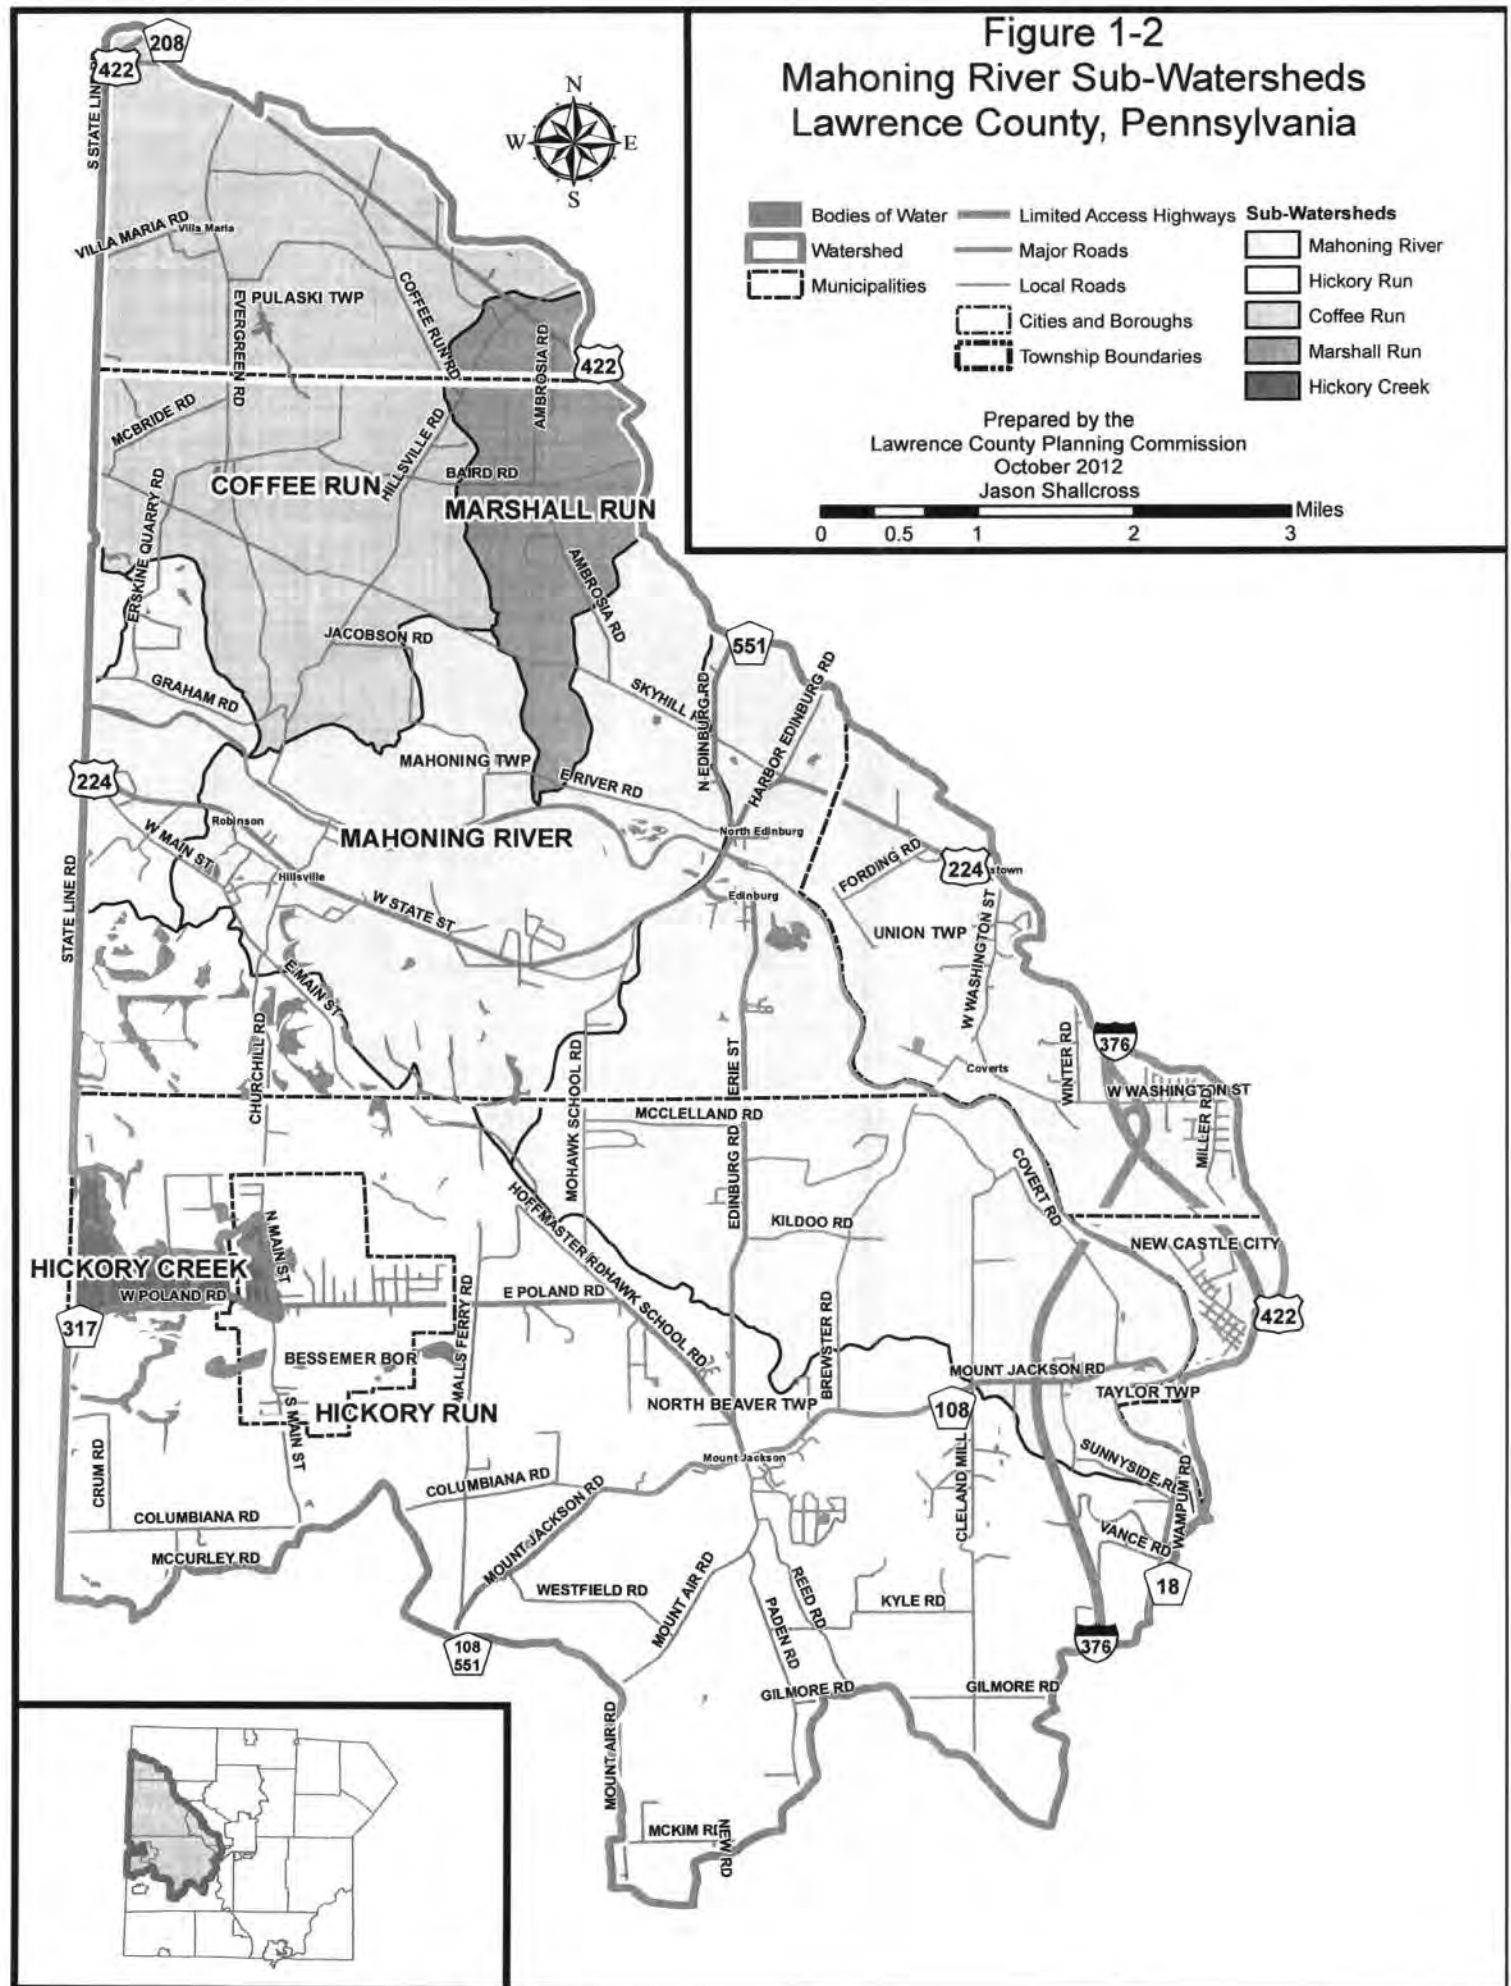 Figure 1-2
Mahoning River Sub-Watersheds
Lawrence County, Pennsylvania
Bodies of Water
Watershed
Municipalities
Limited Access Highways
Major Roads
Local Roads
Cities and Boroughs
Township Boundaries
Sub-Watersheds
Mahoning River
Hickory Run
Coffee Run
Marshall Run
Hickory Creek
Prepared by the
Lawrence County Planning Commission
October 2012
Jason Shallcross
0 0.5 1 2 3 Miles
N
W E
S
208
422
S STATE LIN
VILLA MARIA RD
Villa Maria
PULASKI TWP
EVERGREEN RD
COFFEE RUN RD
AMBROSIA RD
422
MCBRIDE RD
HILLSVILLE RD
BAIRD RD
COFFEE RUN
MARSHALL RUN
ERSKINE QUARRY RD
AMBROSIA RD
JACOBSON RD
551
GRAHAM RD
SKYHILL
N EDINBURG RD
HARBOR EDINBURG RD
MAHONING TWP
E RIVER RD
224
Robinson
MAHONING RIVER
North Edinburg
W MAIN ST
FORDING RD
224
stown
Hillsville
W STATE ST
Edinburg
STATE LINE RD
UNION TWP
W WASHINGTON ST
E MAIN ST
CHURCHILL RD
MOHAWK SCHOOL RD
ERIE ST
Coverts
WINTER RD
376
W WASHINGTON ST
MILLER RD
MCCLELLAND RD
EDINBURG RD
COVERT RD
HOFFMASTER RD
KILDOO RD
N MAIN ST
NEW CASTLE CITY
HICKORY CREEK
W POLAND RD
E POLAND RD
HAWK SCHOOL RD
317
422
BREWSTER RD
BESSEMER BOR
MALLS FERRY RD
MOUNT JACKSON RD
TAYLOR TWP
NORTH BEAVER TWP
108
HICKORY RUN
S MAIN ST
CRUM RD
Mount Jackson
SUNNYSIDE
WAMPUM RD
COLUMBIANA RD
CLELAND MILL
COLUMBIANA RD
MOUNT JACKSON RD
VANCE RD
MCCURLEY RD
18
WESTFIELD RD
MOUNT AIR RD
REED RD
KYLE RD
PADEN RD
108
551
376
GILMORE RD
GILMORE RD
MOUNT AIR RD
MCKIM RD
NEW RD